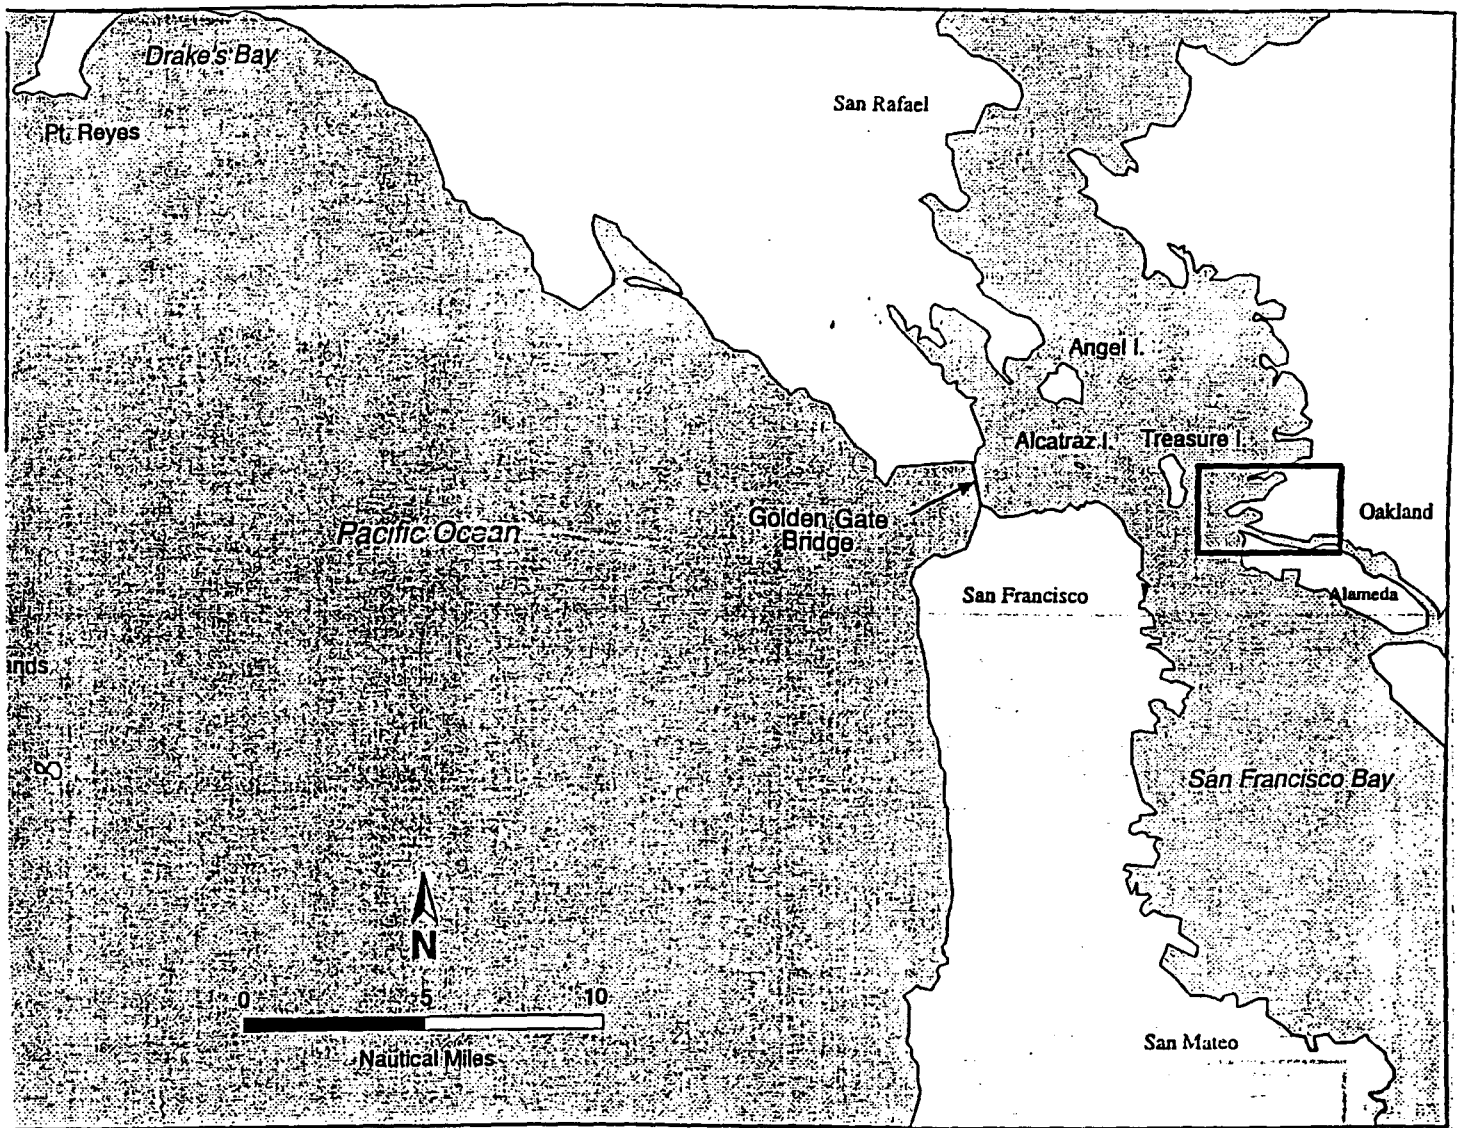 Drake's Bay
San Rafael
Pt. Reyes
Angel I.
Alcatraz I.
Treasure I.
Golden Gate
Bridge
Pacific Ocean
Oakland
San Francisco
Alameda
ands
San Francisco Bay
N
0 5 10
Nautical Miles
San Mateo